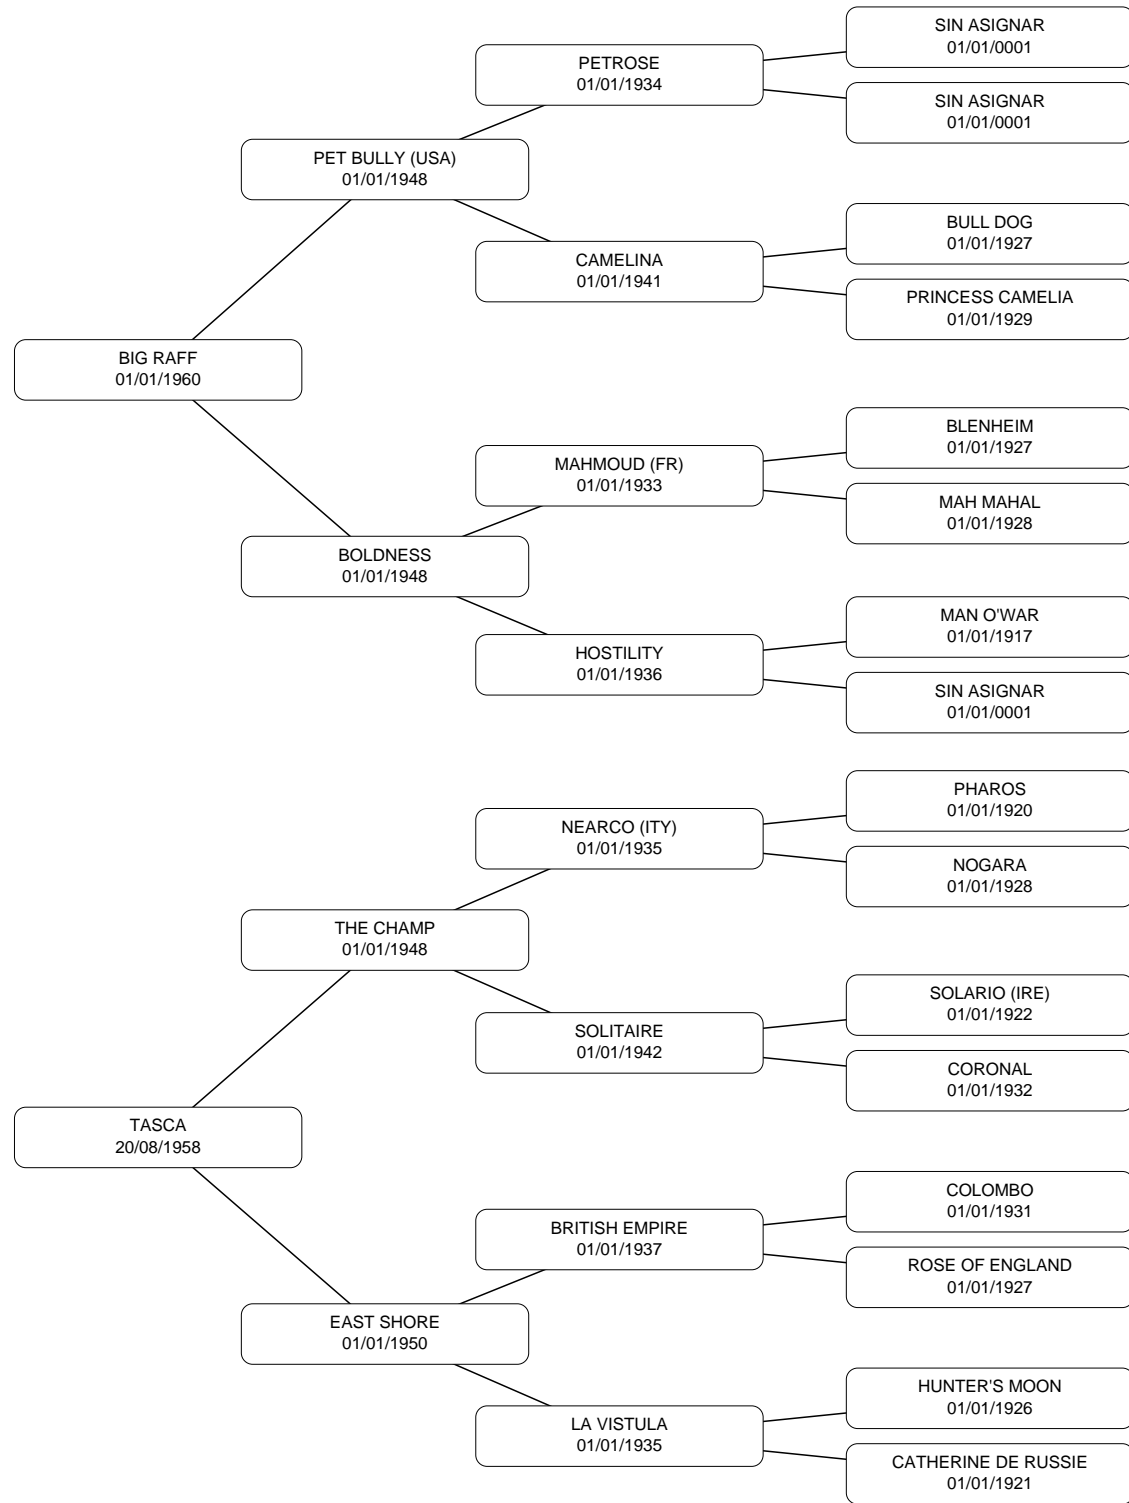 SIN ASIGNAR
01/01/0001
PETROSE
01/01/1934
SIN ASIGNAR
01/01/0001
PET BULLY (USA)
01/01/1948
BULL DOG
01/01/1927
CAMELINA
01/01/1941
PRINCESS CAMELIA
01/01/1929
BIG RAFF
01/01/1960
BLENHEIM
01/01/1927
MAHMOUD (FR)
01/01/1933
MAH MAHAL
01/01/1928
BOLDNESS
01/01/1948
MAN O'WAR
01/01/1917
HOSTILITY
01/01/1936
SIN ASIGNAR
01/01/0001
PHAROS
01/01/1920
NEARCO (ITY)
01/01/1935
NOGARA
01/01/1928
THE CHAMP
01/01/1948
SOLARIO (IRE)
01/01/1922
SOLITAIRE
01/01/1942
CORONAL
01/01/1932
TASCA
20/08/1958
COLOMBO
01/01/1931
BRITISH EMPIRE
01/01/1937
ROSE OF ENGLAND
01/01/1927
EAST SHORE
01/01/1950
HUNTER'S MOON
01/01/1926
LA VISTULA
01/01/1935
CATHERINE DE RUSSIE
01/01/1921